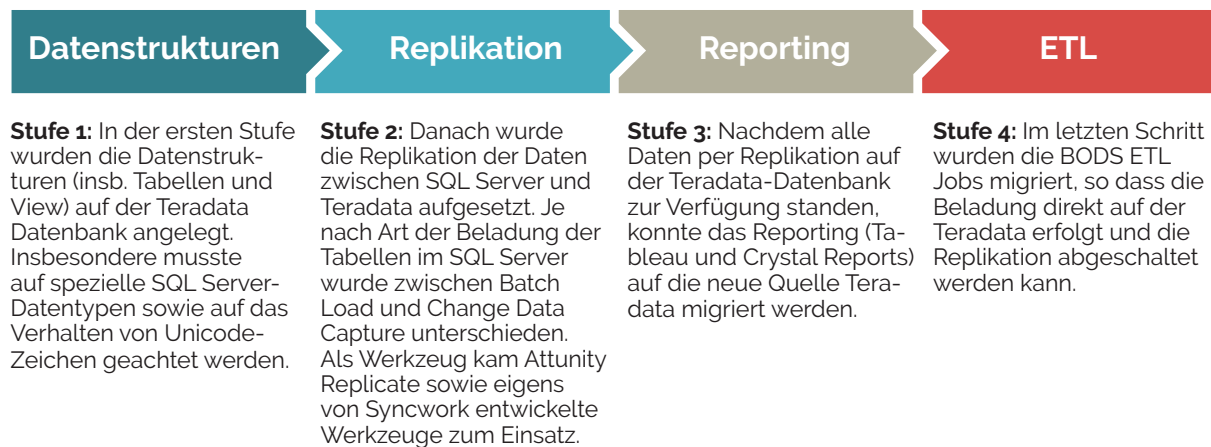 Datenstrukturen
Replikation
Reporting
ETL
Stufe 1: In der ersten Stufe
wurden die Datenstruk-
turen (insb. Tabellen und
View) auf der Teradata
Datenbank angelegt.
Insbesondere musste
auf spezielle SQL Server-
Datentypen sowie auf das
Verhalten von Unicode-
Zeichen geachtet werden.
Stufe 2: Danach wurde
die Replikation der Daten
zwischen SQL Server und
Teradata aufgesetzt. Je
nach Art der Beladung der
Tabellen im SQL Server
wurde zwischen Batch
Load und Change Data
Capture unterschieden.
Als Werkzeug kam Attunity
Replicate sowie eigens
von Syncwork entwickelte
Werkzeuge zum Einsatz.
Stufe 3: Nachdem alle
Daten per Replikation auf
der Teradata-Datenbank
zur Verfügung standen,
konnte das Reporting (Ta-
bleau und Crystal Reports)
auf die neue Quelle Tera-
data migriert werden.
Stufe 4: Im letzten Schritt
wurden die BODS ETL
Jobs migriert, so dass die
Beladung direkt auf der
Teradata erfolgt und die
Replikation abgeschaltet
werden kann.